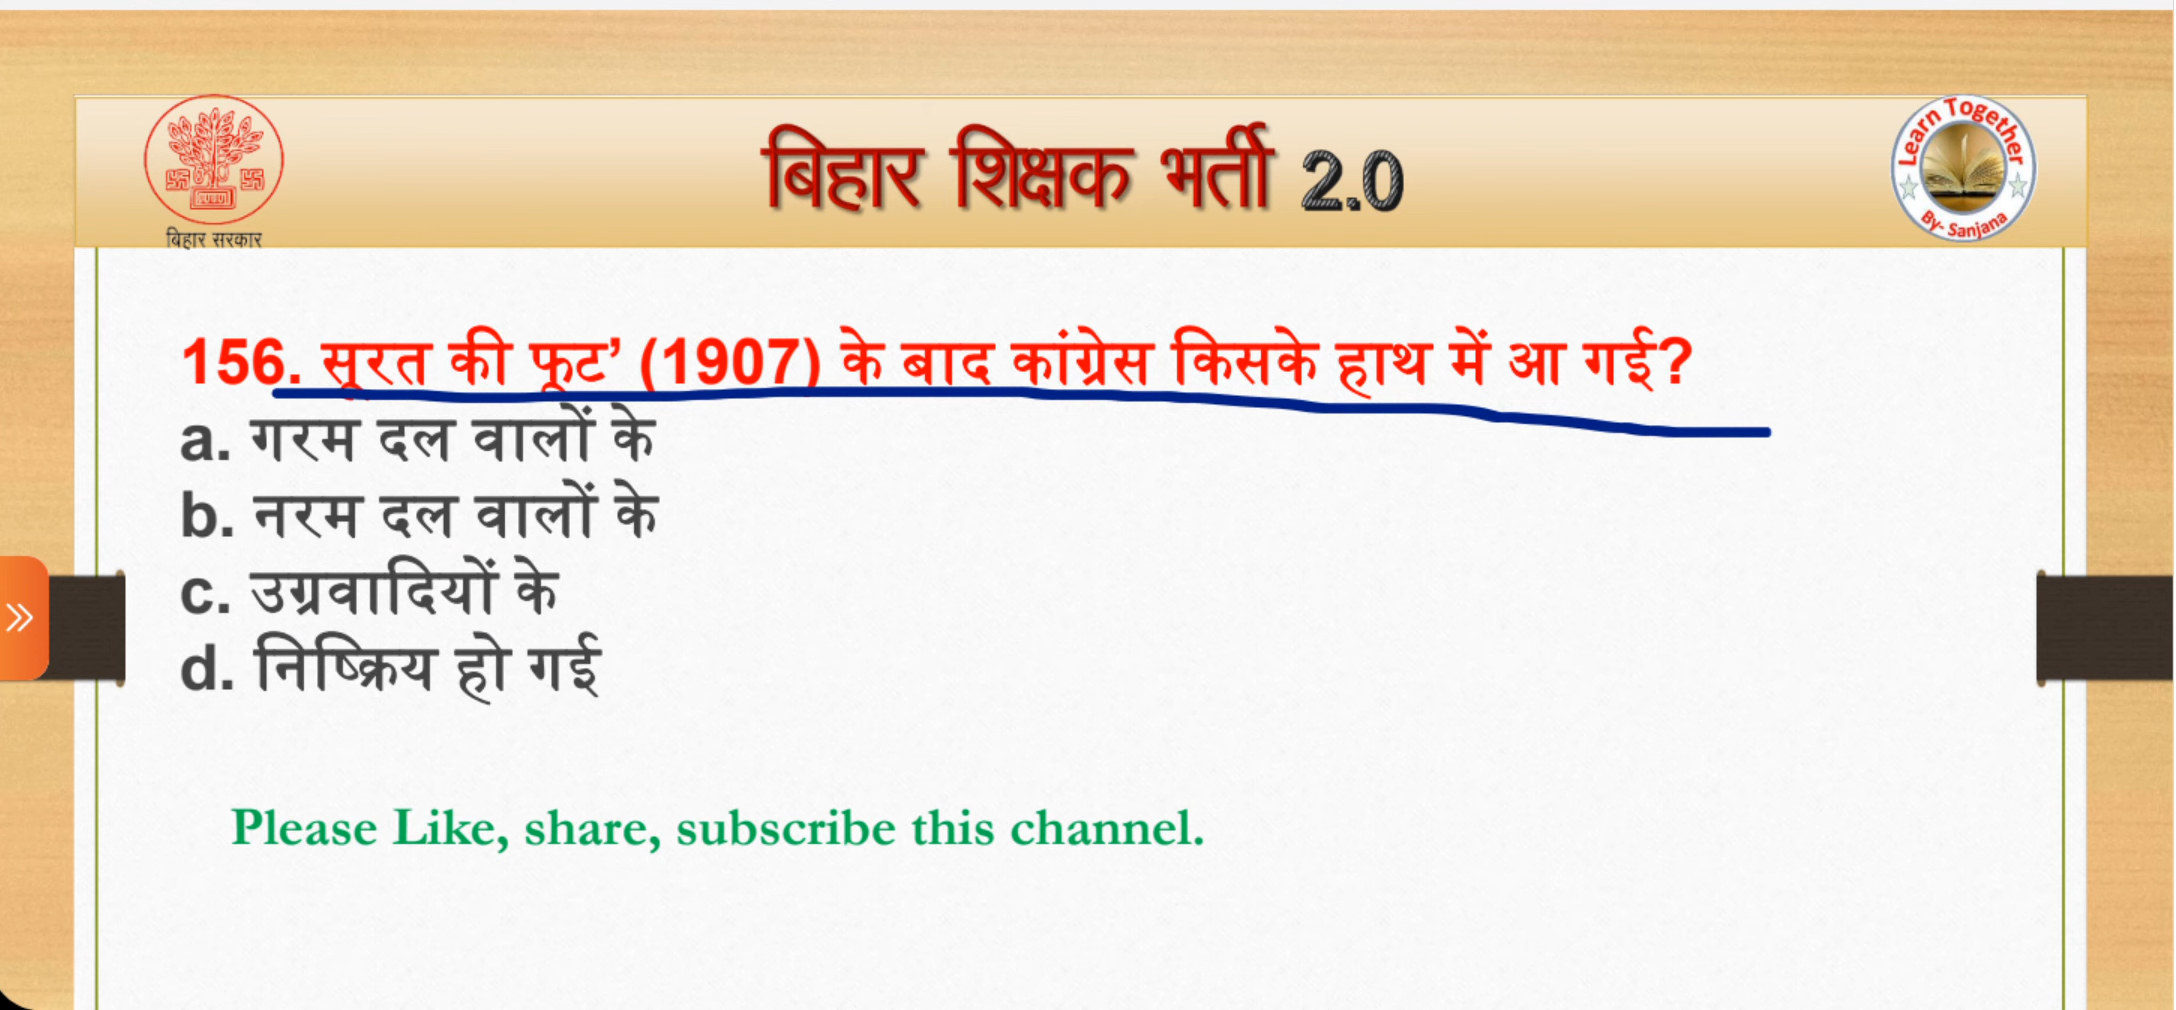 बिहार सरकार
बिहार शिक्षक भर्ती 2.0
Learn Together
By- Sanjana
156. सूरत की फूट’ (1907) के बाद कांग्रेस किसके हाथ में आ गई?
a. गरम दल वालों के
b. नरम दल वालों के
c. उग्रवादियों के
d. निष्क्रिय हो गई
Please Like, share, subscribe this channel.